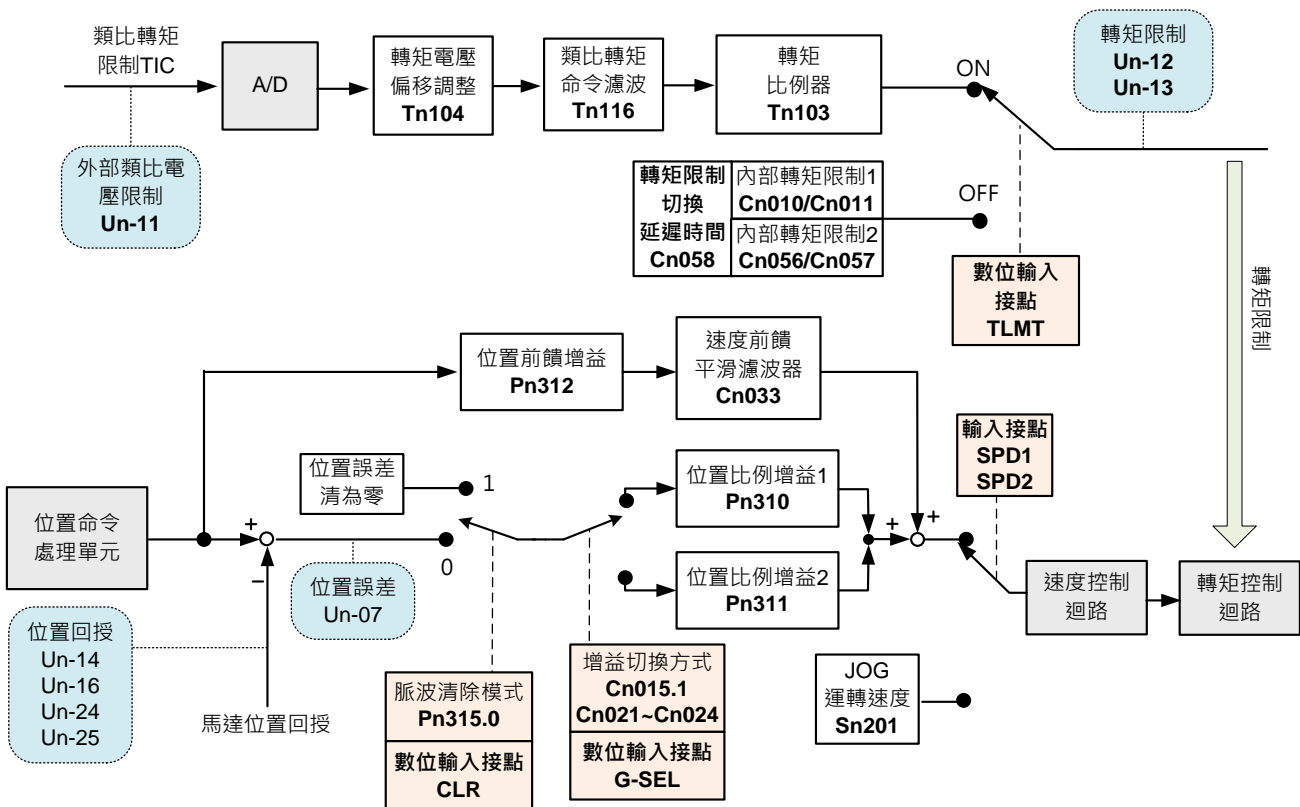 類比轉矩
限制TIC
外部類比電
壓限制
Un-11
A/D
轉矩電壓
偏移調整
Tn104
類比轉矩
命令濾波
Tn116
轉矩
比例器
Tn103
ON
轉矩限制
Un-12
Un-13
轉矩限制
切換
延遲時間
Cn058
內部轉矩限制1
Cn010/Cn011
內部轉矩限制2
Cn056/Cn057
OFF
數位輸入
接點
TLMT
轉矩限制
位置前饋增益
Pn312
速度前饋
平滑濾波器
Cn033
輸入接點
SPD1
SPD2
位置誤差
清為零
1
位置比例增益1
Pn310
位置命令
處理單元
+
−
0
位置誤差
Un-07
位置比例增益2
Pn311
+
+
速度控制
迴路
轉矩控制
迴路
位置回授
Un-14
Un-16
Un-24
Un-25
馬達位置回授
脈波清除模式
Pn315.0
數位輸入接點
CLR
增益切換方式
Cn015.1
Cn021~Cn024
數位輸入接點
G-SEL
JOG
運轉速度
Sn201